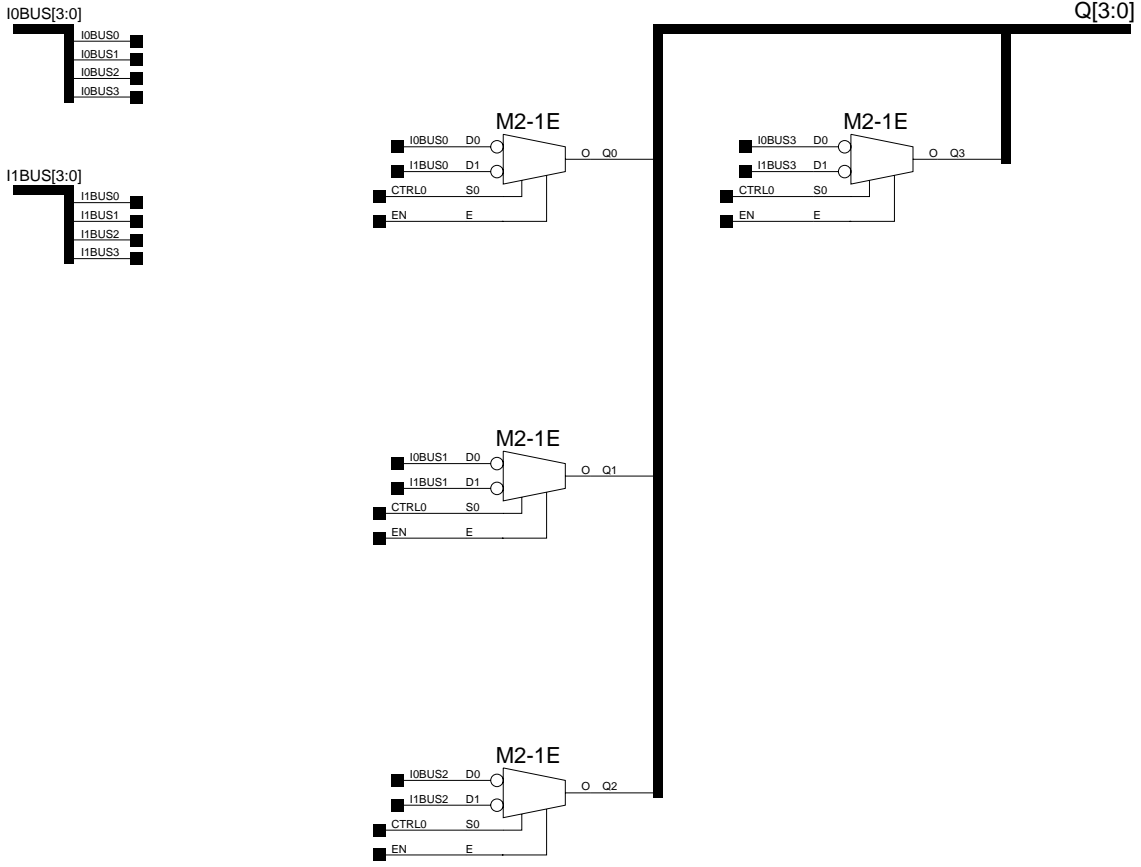 I0BUS[3:0]
I0BUS0
I0BUS1
I0BUS2
I0BUS3
I1BUS[3:0]
I1BUS0
I1BUS1
I1BUS2
I1BUS3
Q[3:0]
M2-1E
I0BUS0 D0
I1BUS0 D1
CTRL0 S0
EN E
O Q0
M2-1E
I0BUS3 D0
I1BUS3 D1
CTRL0 S0
EN E
O Q3
M2-1E
I0BUS1 D0
I1BUS1 D1
CTRL0 S0
EN E
O Q1
M2-1E
I0BUS2 D0
I1BUS2 D1
CTRL0 S0
EN E
O Q2